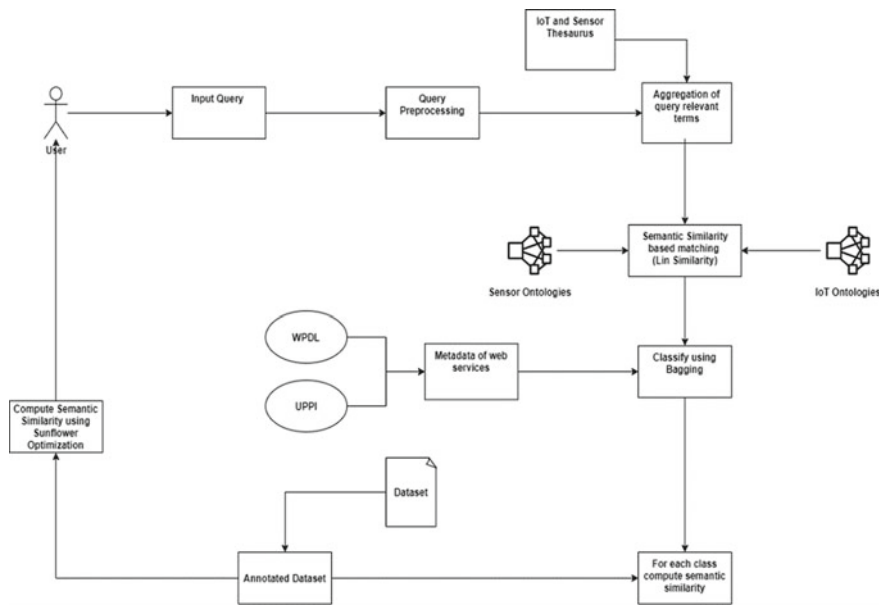 IoT and Sensor
Thesaurus
Input Query
Query
Preprocessing
Aggregation of
query relevant
terms
User
Semantic Similarity
based matching
(Lin Similarity)
Sensor Ontologies
IoT Ontologies
WPDL
Metadata of web
services
Classify using
Bagging
UPPI
Compute Semantic
Similarity using
Sunflower
Optimization
Dataset
Annotated Dataset
For each class
compute semantic
similarity